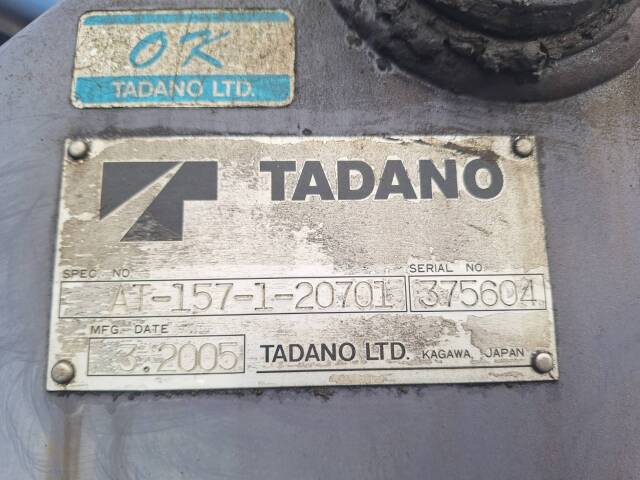 OK
TADANO LTD.
TADANO
SPEC. NO.
SERIAL NO.
AT-157-1-20701
375604
MFG. DATE
3.2005
TADANO LTD. KAGAWA, JAPAN